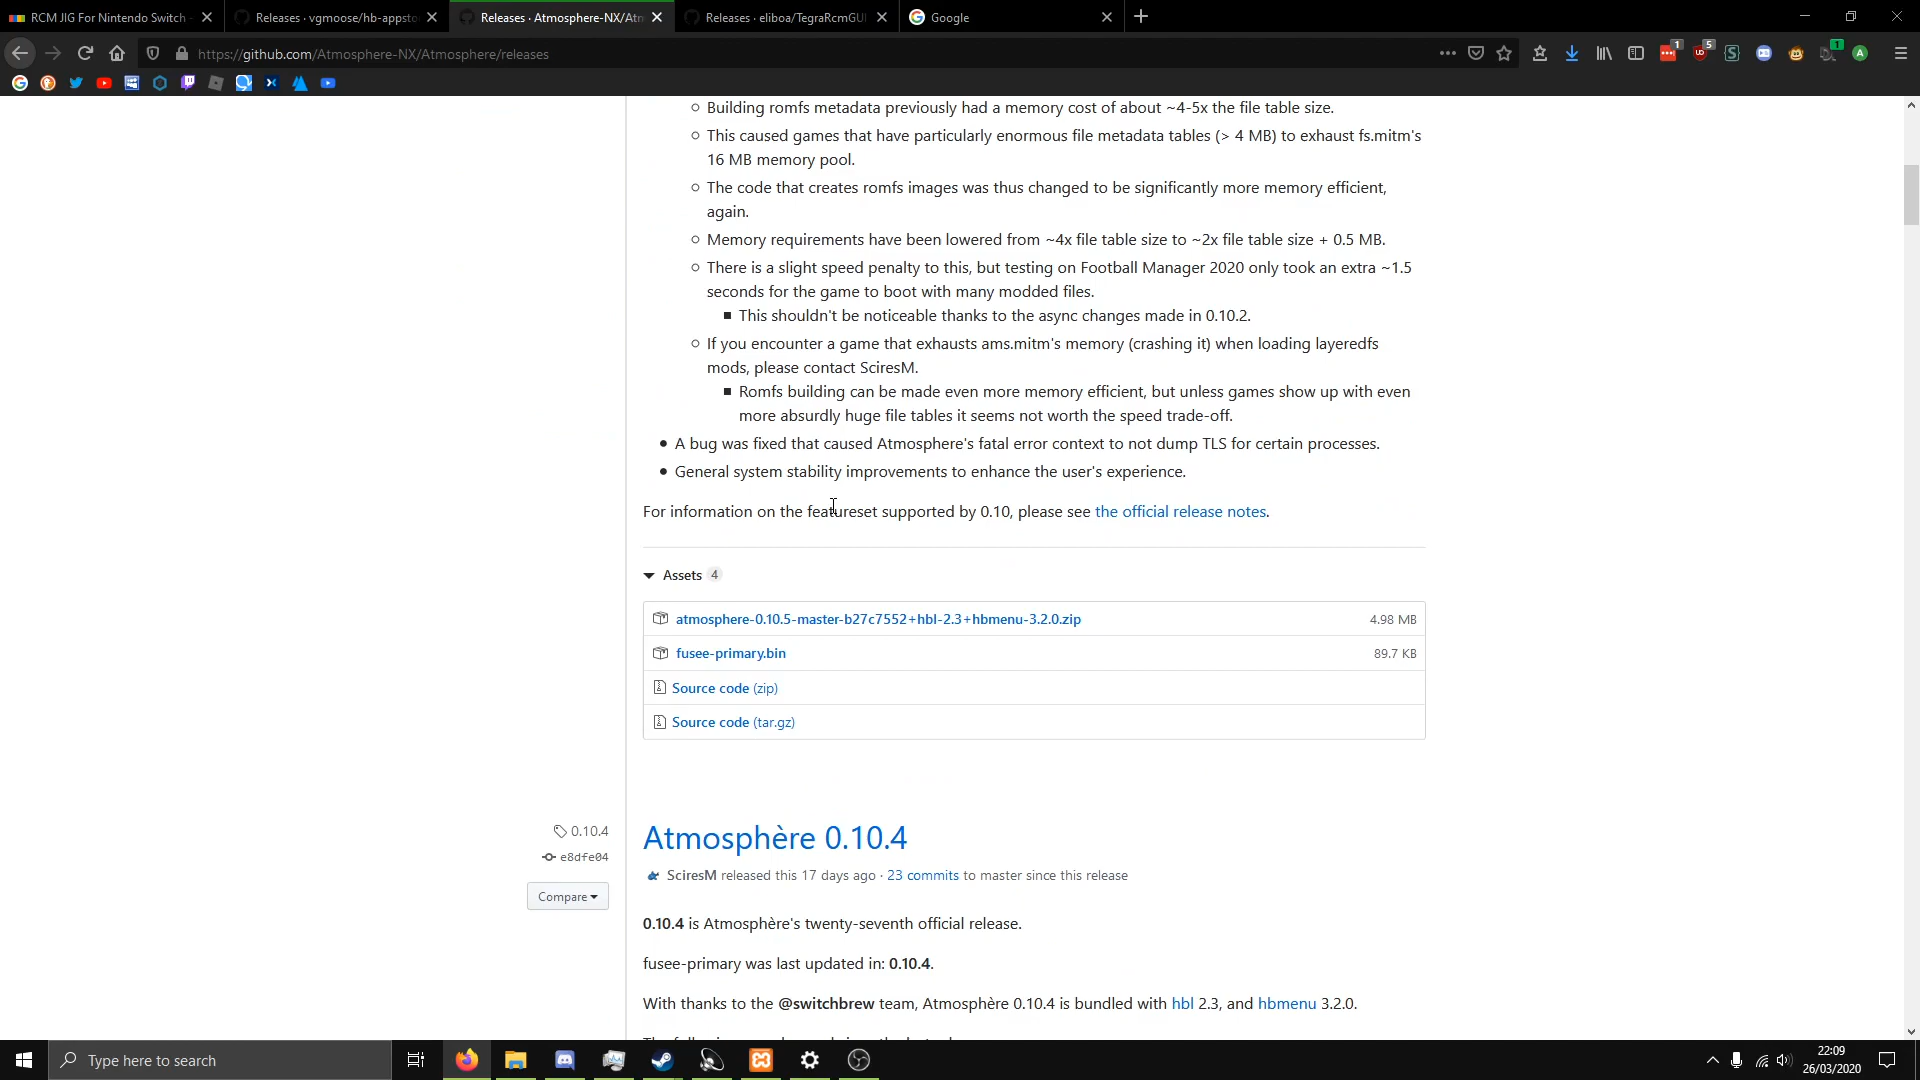 RCM JIG For Nintendo Switch
Releases · vgmoose/hb-appsto
Releases · Atmosphere-NX/Atm
Releases · eliboa/TegraRcmGUI
Google
https://github.com/Atmosphere-NX/Atmosphere/releases
1
5
1
Building romfs metadata previously had a memory cost of about ~4-5x the file table size.
This caused games that have particularly enormous file metadata tables (> 4 MB) to exhaust fs.mitm's
16 MB memory pool.
The code that creates romfs images was thus changed to be significantly more memory efficient,
again.
Memory requirements have been lowered from ~4x file table size to ~2x file table size + 0.5 MB.
There is a slight speed penalty to this, but testing on Football Manager 2020 only took an extra ~1.5
seconds for the game to boot with many modded files.
This shouldn't be noticeable thanks to the async changes made in 0.10.2.
If you encounter a game that exhausts ams.mitm's memory (crashing it) when loading layeredfs
mods, please contact SciresM.
Romfs building can be made even more memory efficient, but unless games show up with even
more absurdly huge file tables it seems not worth the speed trade-off.
A bug was fixed that caused Atmosphere's fatal error context to not dump TLS for certain processes.
General system stability improvements to enhance the user's experience.
For information on the featureset supported by 0.10, please see the official release notes.
Assets 4
atmosphere-0.10.5-master-b27c7552+hbl-2.3+hbmenu-3.2.0.zip 4.98 MB
fusee-primary.bin 89.7 KB
Source code (zip)
Source code (tar.gz)
0.10.4
e8dfe04
Compare
Atmosphère 0.10.4
SciresM released this 17 days ago · 23 commits to master since this release
0.10.4 is Atmosphère's twenty-seventh official release.
fusee-primary was last updated in: 0.10.4.
With thanks to the @switchbrew team, Atmosphère 0.10.4 is bundled with hbl 2.3, and hbmenu 3.2.0.
Type here to search
22:09
26/03/2020